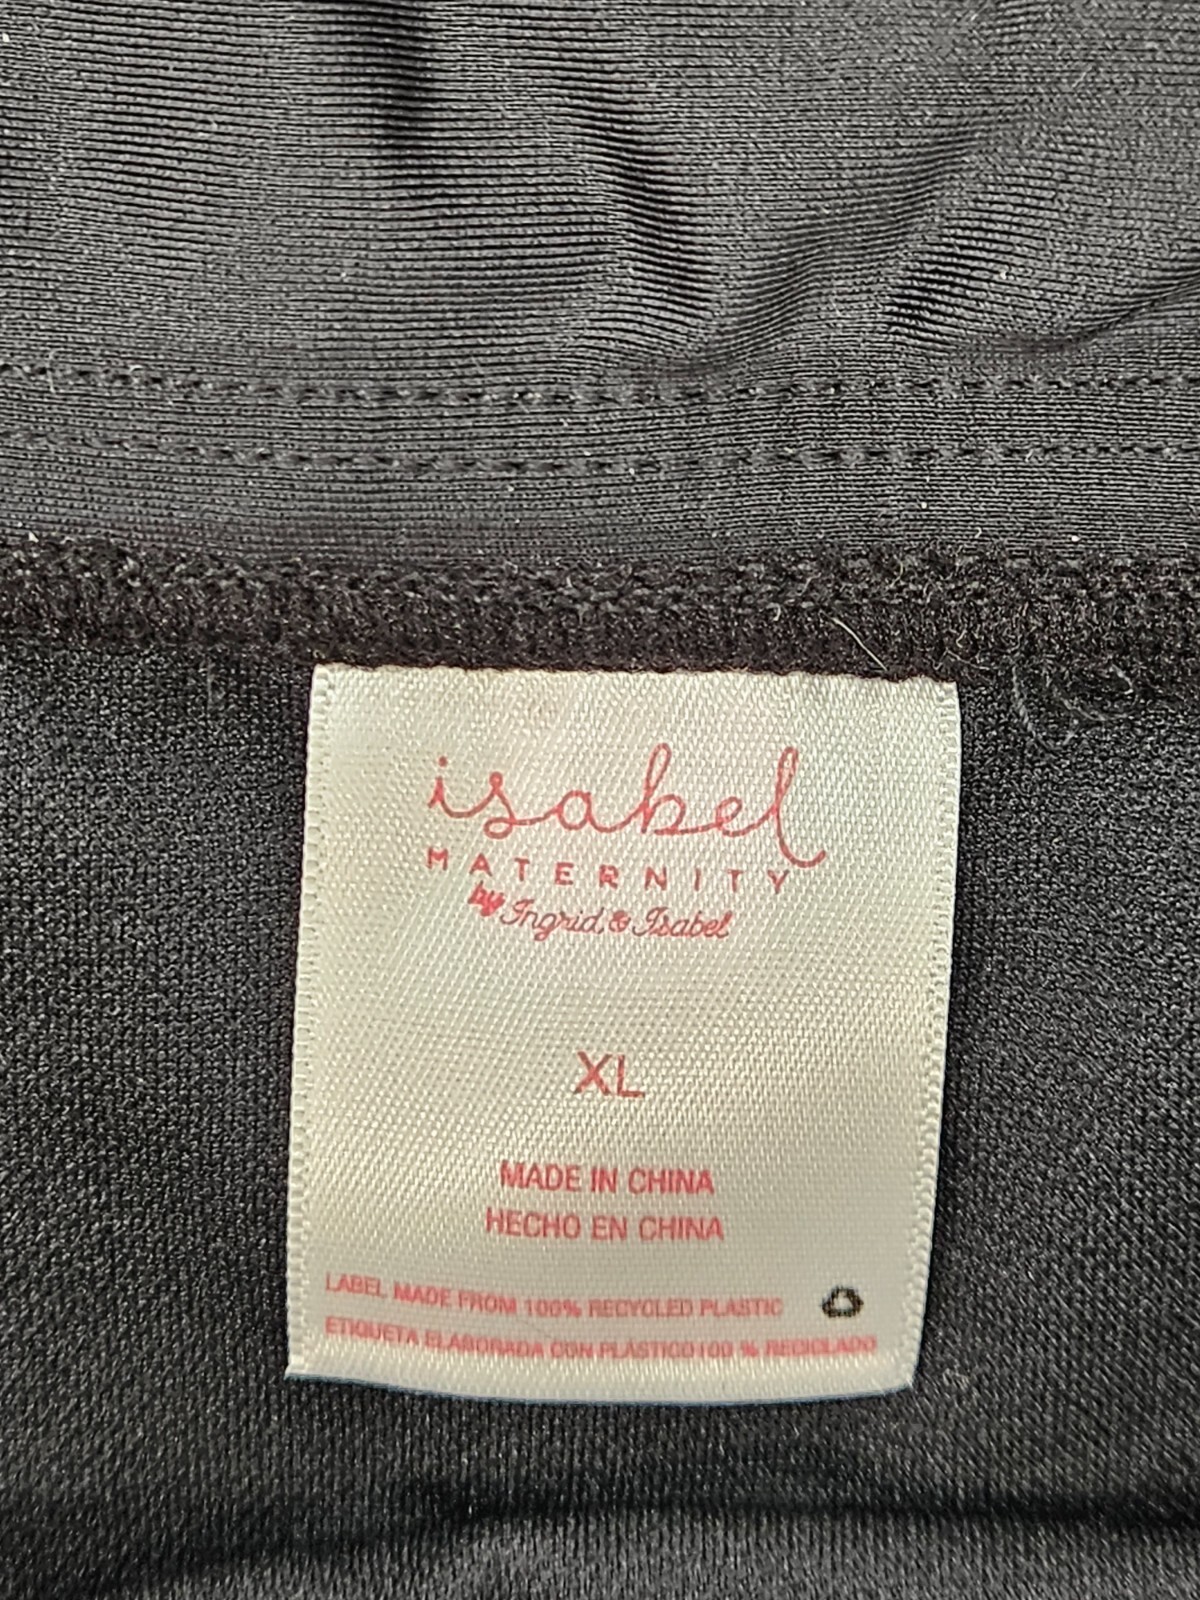 isabel
MATERNITY
by Ingrid & Isabel
XL
MADE IN CHINA
HECHO EN CHINA
LABEL MADE FROM 100% RECYCLED PLASTIC
ETIQUETA ELABORADA CON PLÁSTICO 100 % RECICLADO